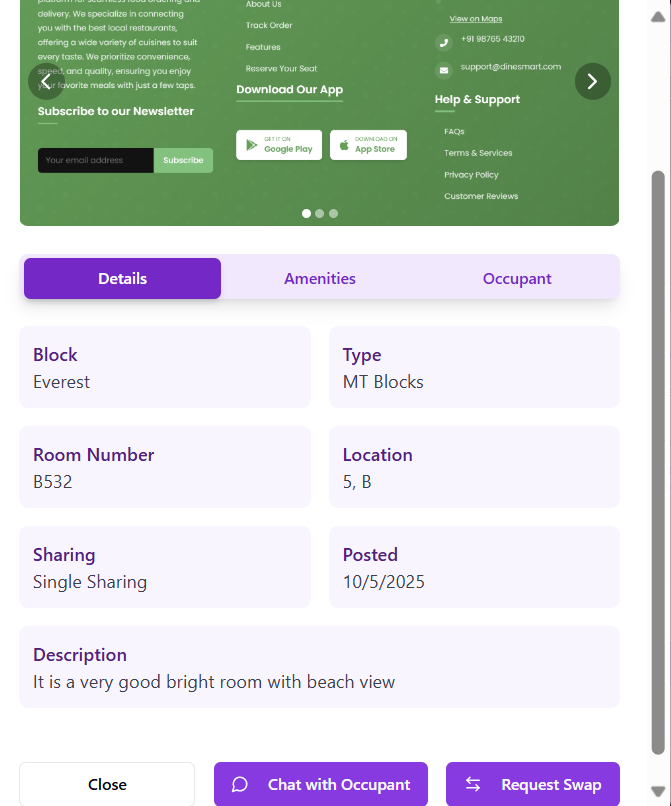 platform for seamless food ordering and
delivery. We specialize in connecting
you with the best local restaurants,
offering a wide variety of cuisines to suit
every taste. We prioritize convenience,
speed, and quality, ensuring you enjoy
your favorite meals with just a few taps.
Subscribe to our Newsletter
Your email address
Subscribe
About Us
Track Order
Features
Reserve Your Seat
Download Our App
GET IT ON
Google Play
DOWNLOAD ON
App Store
View on Maps
+91 98765 43210
support@dinesmart.com
Help & Support
FAQs
Terms & Services
Privacy Policy
Customer Reviews
Details
Amenities
Occupant
Block
Everest
Type
MT Blocks
Room Number
B532
Location
5, B
Sharing
Single Sharing
Posted
10/5/2025
Description
It is a very good bright room with beach view
Close
Chat with Occupant
Request Swap